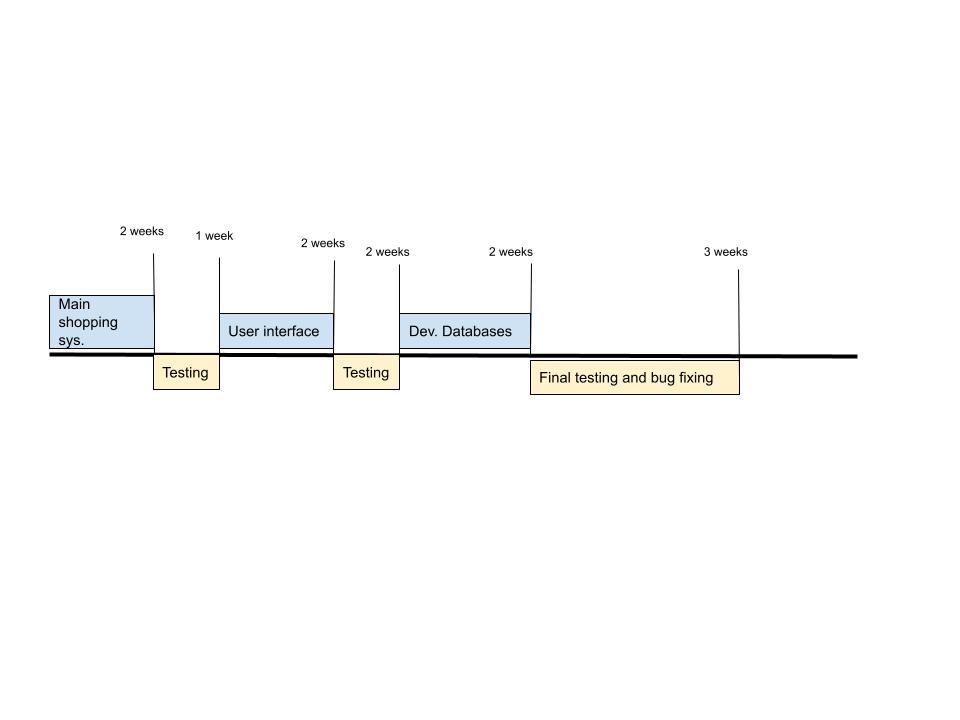 2 weeks
1 week
2 weeks
2 weeks
2 weeks
3 weeks
Main
shopping
sys.
User interface
Dev. Databases
Testing
Testing
Final testing and bug fixing